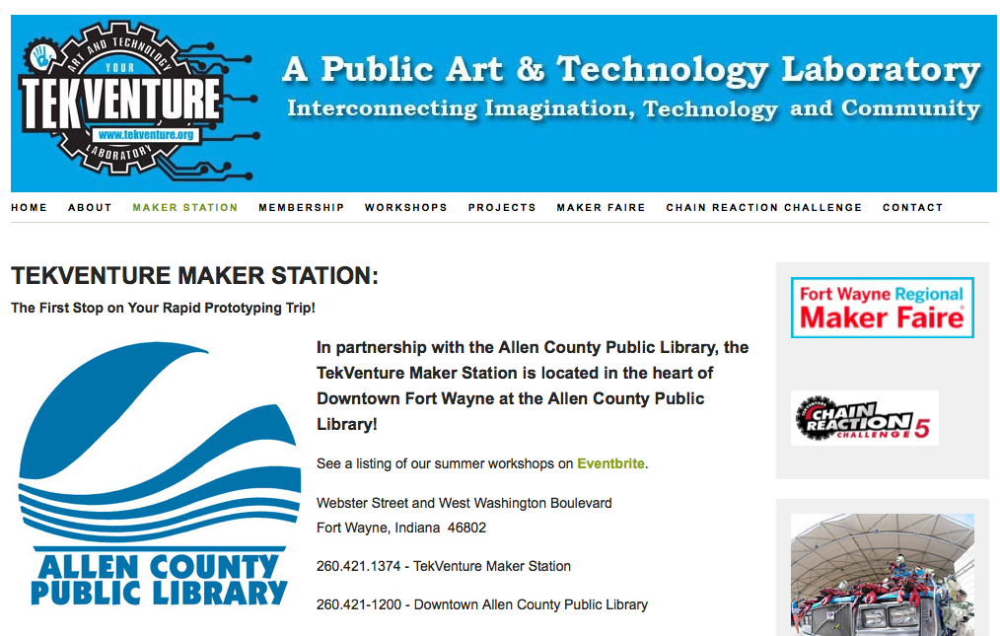 ART AND TECHNOLOGY
YOUR
TEKVENTURE
www.tekventure.org
LABORATORY
A Public Art & Technology Laboratory
Interconnecting Imagination, Technology and Community
HOME ABOUT MAKER STATION MEMBERSHIP WORKSHOPS PROJECTS MAKER FAIRE CHAIN REACTION CHALLENGE CONTACT
TEKVENTURE MAKER STATION:
The First Stop on Your Rapid Prototyping Trip!
In partnership with the Allen County Public Library, the
TekVenture Maker Station is located in the heart of
Downtown Fort Wayne at the Allen County Public
Library!
See a listing of our summer workshops on Eventbrite.
Webster Street and West Washington Boulevard
Fort Wayne, Indiana  46802
260.421.1374 - TekVenture Maker Station
260.421-1200 - Downtown Allen County Public Library
ALLEN COUNTY
PUBLIC LIBRARY
Fort Wayne Regional
Maker Faire
TEKVENTURE
CHAIN
REACTION
CHALLENGE 5